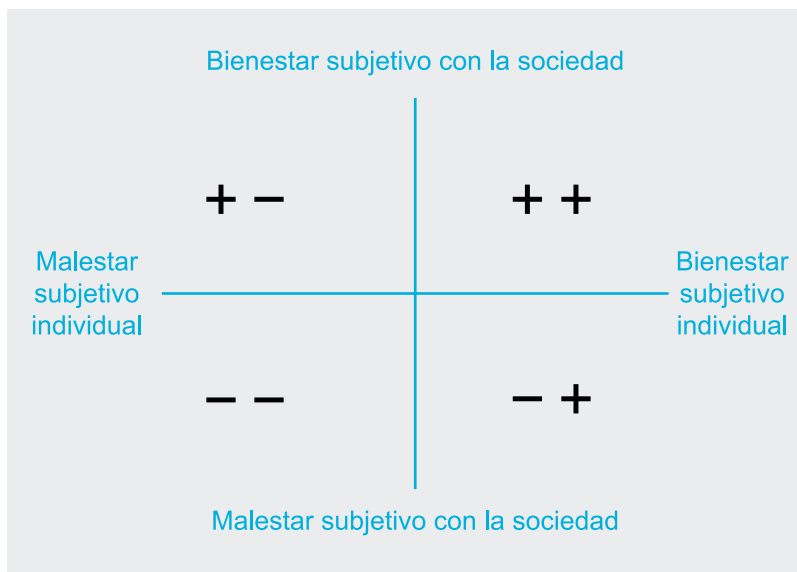 Bienestar subjetivo con la sociedad
+ − + +
Malestar
subjetivo
individual
Bienestar
subjetivo
individual
− − − +
Malestar subjetivo con la sociedad